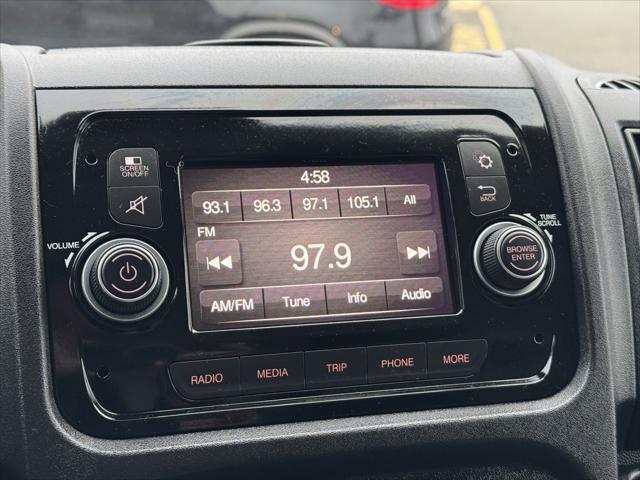 SCREEN
ON/OFF
4:58
93.1 96.3 97.1 105.1 All
BACK
FM
97.9
VOLUME
TUNE
SCROLL
BROWSE
ENTER
AM/FM Tune Info Audio
RADIO MEDIA TRIP PHONE MORE